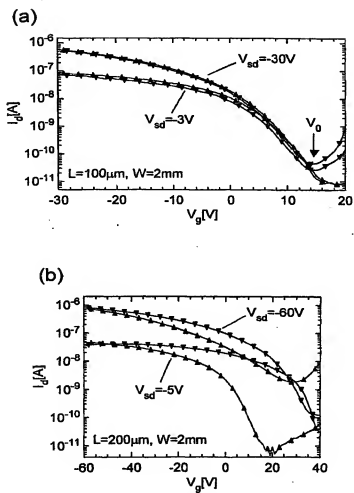 (a)
10⁻⁶
10⁻⁷
10⁻⁸
10⁻⁹
10⁻¹⁰
10⁻¹¹
I_d[A]
V_sd=-30V
V_sd=-3V
V_0
L=100μm, W=2mm
-30 -20 -10 0 10 20
V_g[V]
(b)
10⁻⁶
10⁻⁷
10⁻⁸
10⁻⁹
10⁻¹⁰
10⁻¹¹
I_d[A]
V_sd=-60V
V_sd=-5V
L=200μm, W=2mm
-60 -40 -20 0 20 40
V_g[V]